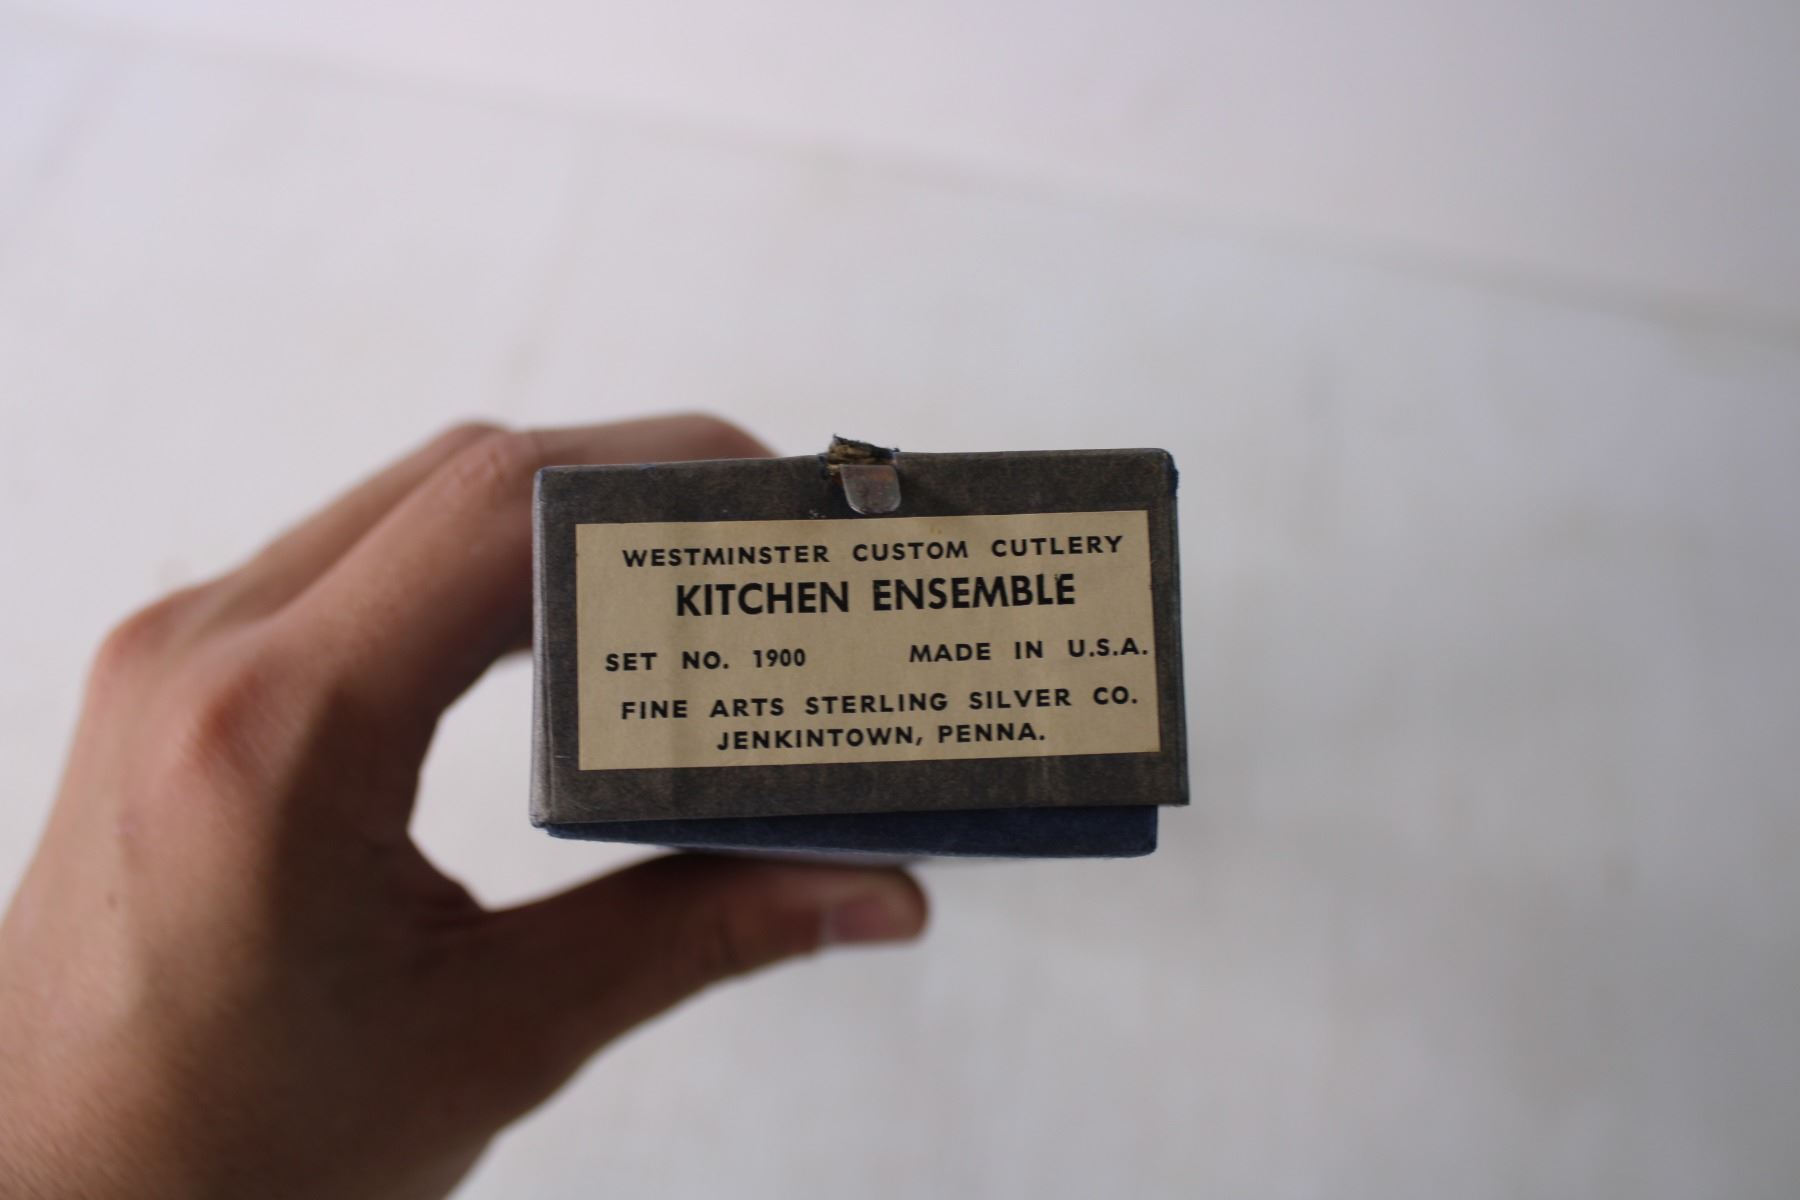 WESTMINSTER CUSTOM CUTLERY
KITCHEN ENSEMBLE
SET NO. 1900 MADE IN U.S.A.
FINE ARTS STERLING SILVER CO.
JENKINTOWN, PENNA.